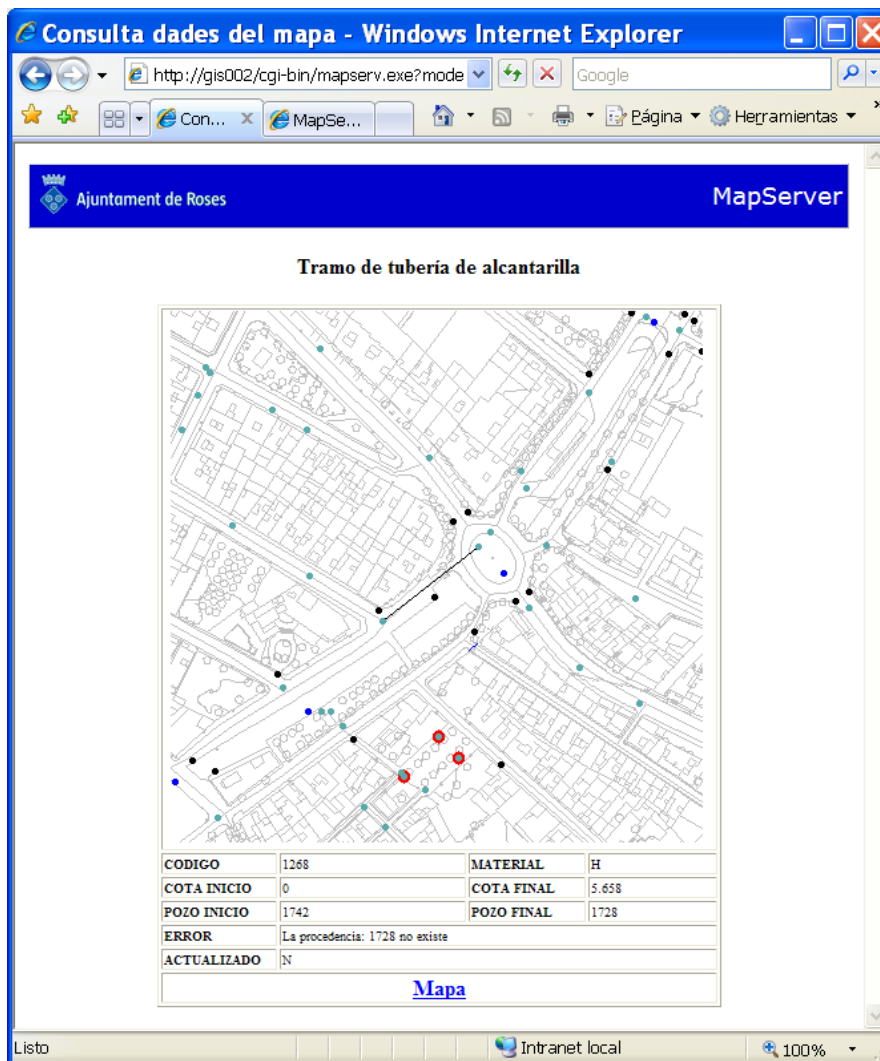 Consulta dades del mapa - Windows Internet Explorer
http://gis002/cgi-bin/mapserv.exe?mode
Google
Con...
MapSe...
Página
Herramientas
»
Ajuntament de Roses
MapServer
Tramo de tubería de alcantarilla
CODIGO 1268 MATERIAL H
COTA INICIO 0 COTA FINAL 5.658
POZO INICIO 1742 POZO FINAL 1728
ERROR La procedencia: 1728 no existe
ACTUALIZADO N
Mapa
Listo Intranet local 100%